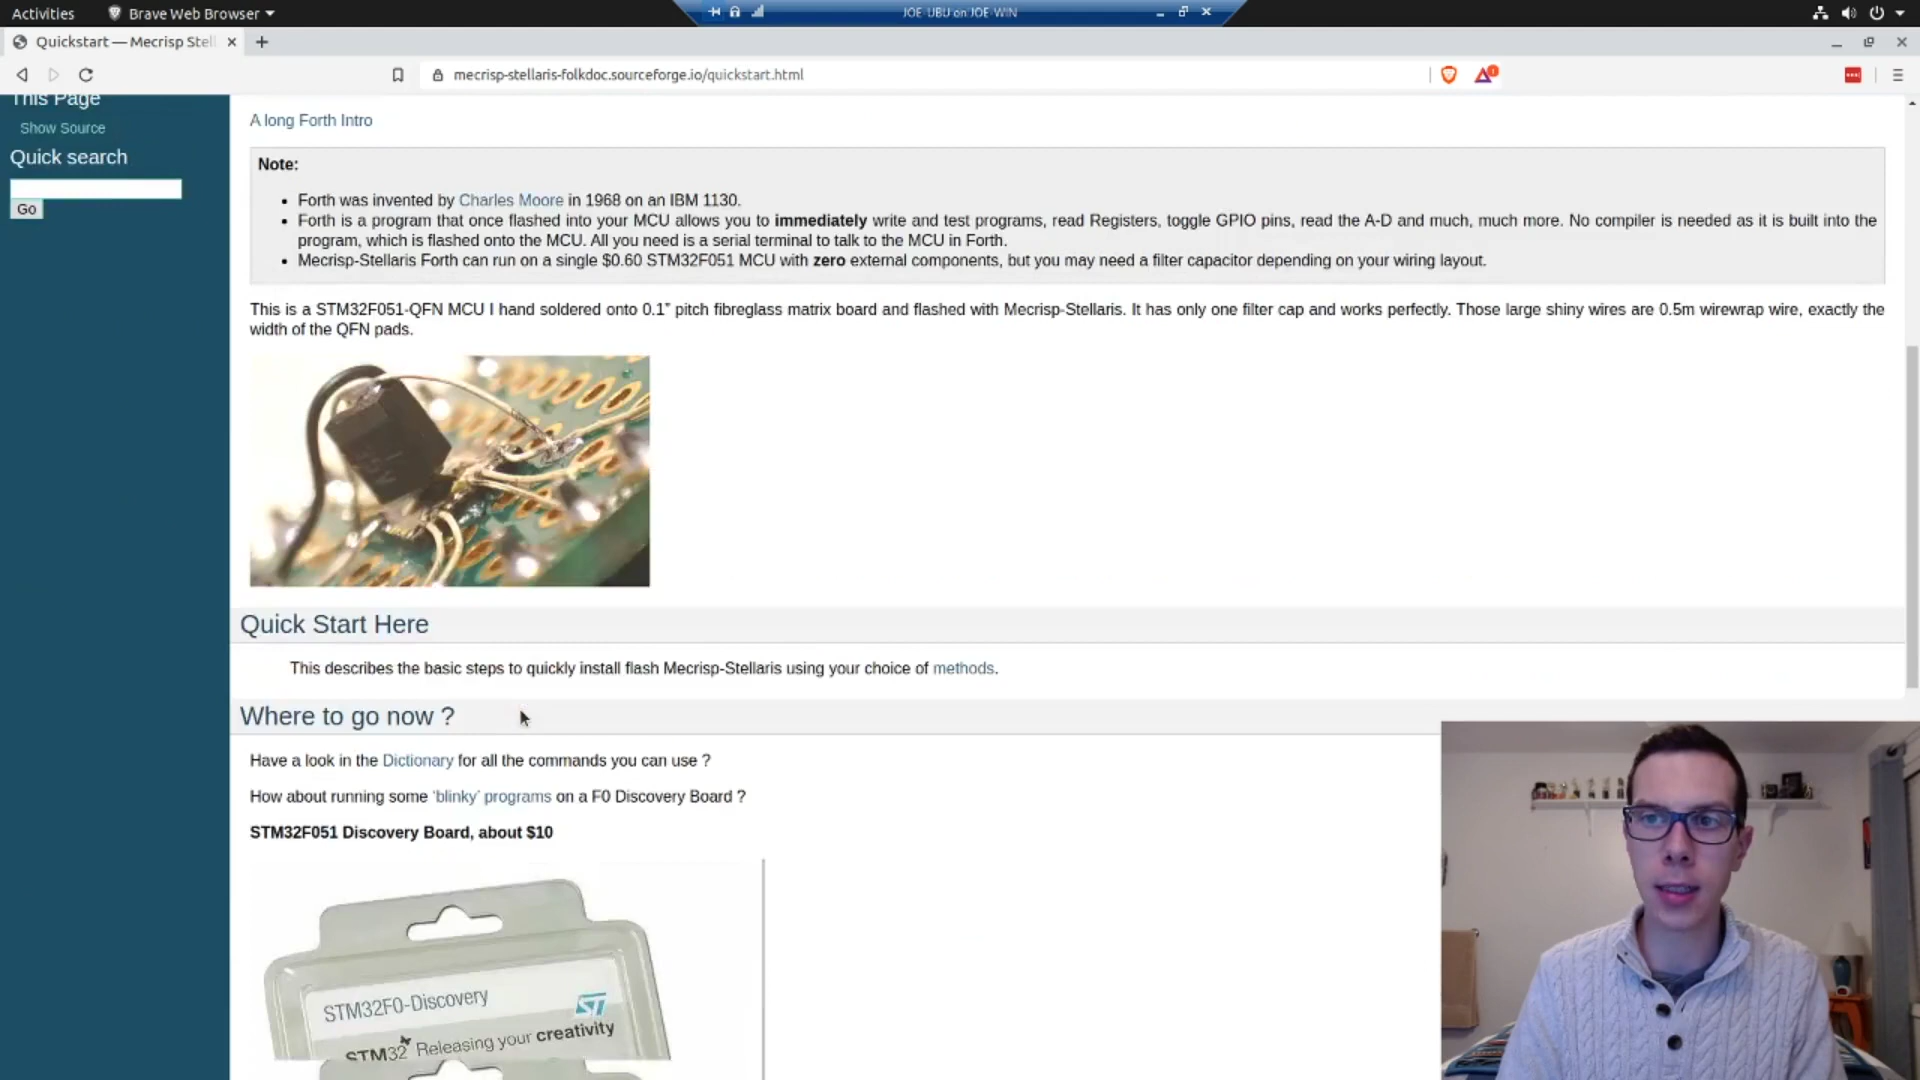 Activities
Brave Web Browser
JOE-UBU on JOE-WIN
Quickstart — Mecrisp Stell
mecrisp-stellaris-folkdoc.sourceforge.io/quickstart.html
This Page
Show Source
Quick search
Go
A long Forth Intro
Note:
Forth was invented by Charles Moore in 1968 on an IBM 1130.
Forth is a program that once flashed into your MCU allows you to immediately write and test programs, read Registers, toggle GPIO pins, read the A-D and much, much more. No compiler is needed as it is built into the
program, which is flashed onto the MCU. All you need is a serial terminal to talk to the MCU in Forth.
Mecrisp-Stellaris Forth can run on a single $0.60 STM32F051 MCU with zero external components, but you may need a filter capacitor depending on your wiring layout.
This is a STM32F051-QFN MCU I hand soldered onto 0.1” pitch fibreglass matrix board and flashed with Mecrisp-Stellaris. It has only one filter cap and works perfectly. Those large shiny wires are 0.5m wirewrap wire, exactly the
width of the QFN pads.
Quick Start Here
This describes the basic steps to quickly install flash Mecrisp-Stellaris using your choice of methods.
Where to go now ?
Have a look in the Dictionary for all the commands you can use ?
How about running some ‘blinky’ programs on a F0 Discovery Board ?
STM32F051 Discovery Board, about $10
STM32F0-Discovery
ST
STM32 Releasing your creativity